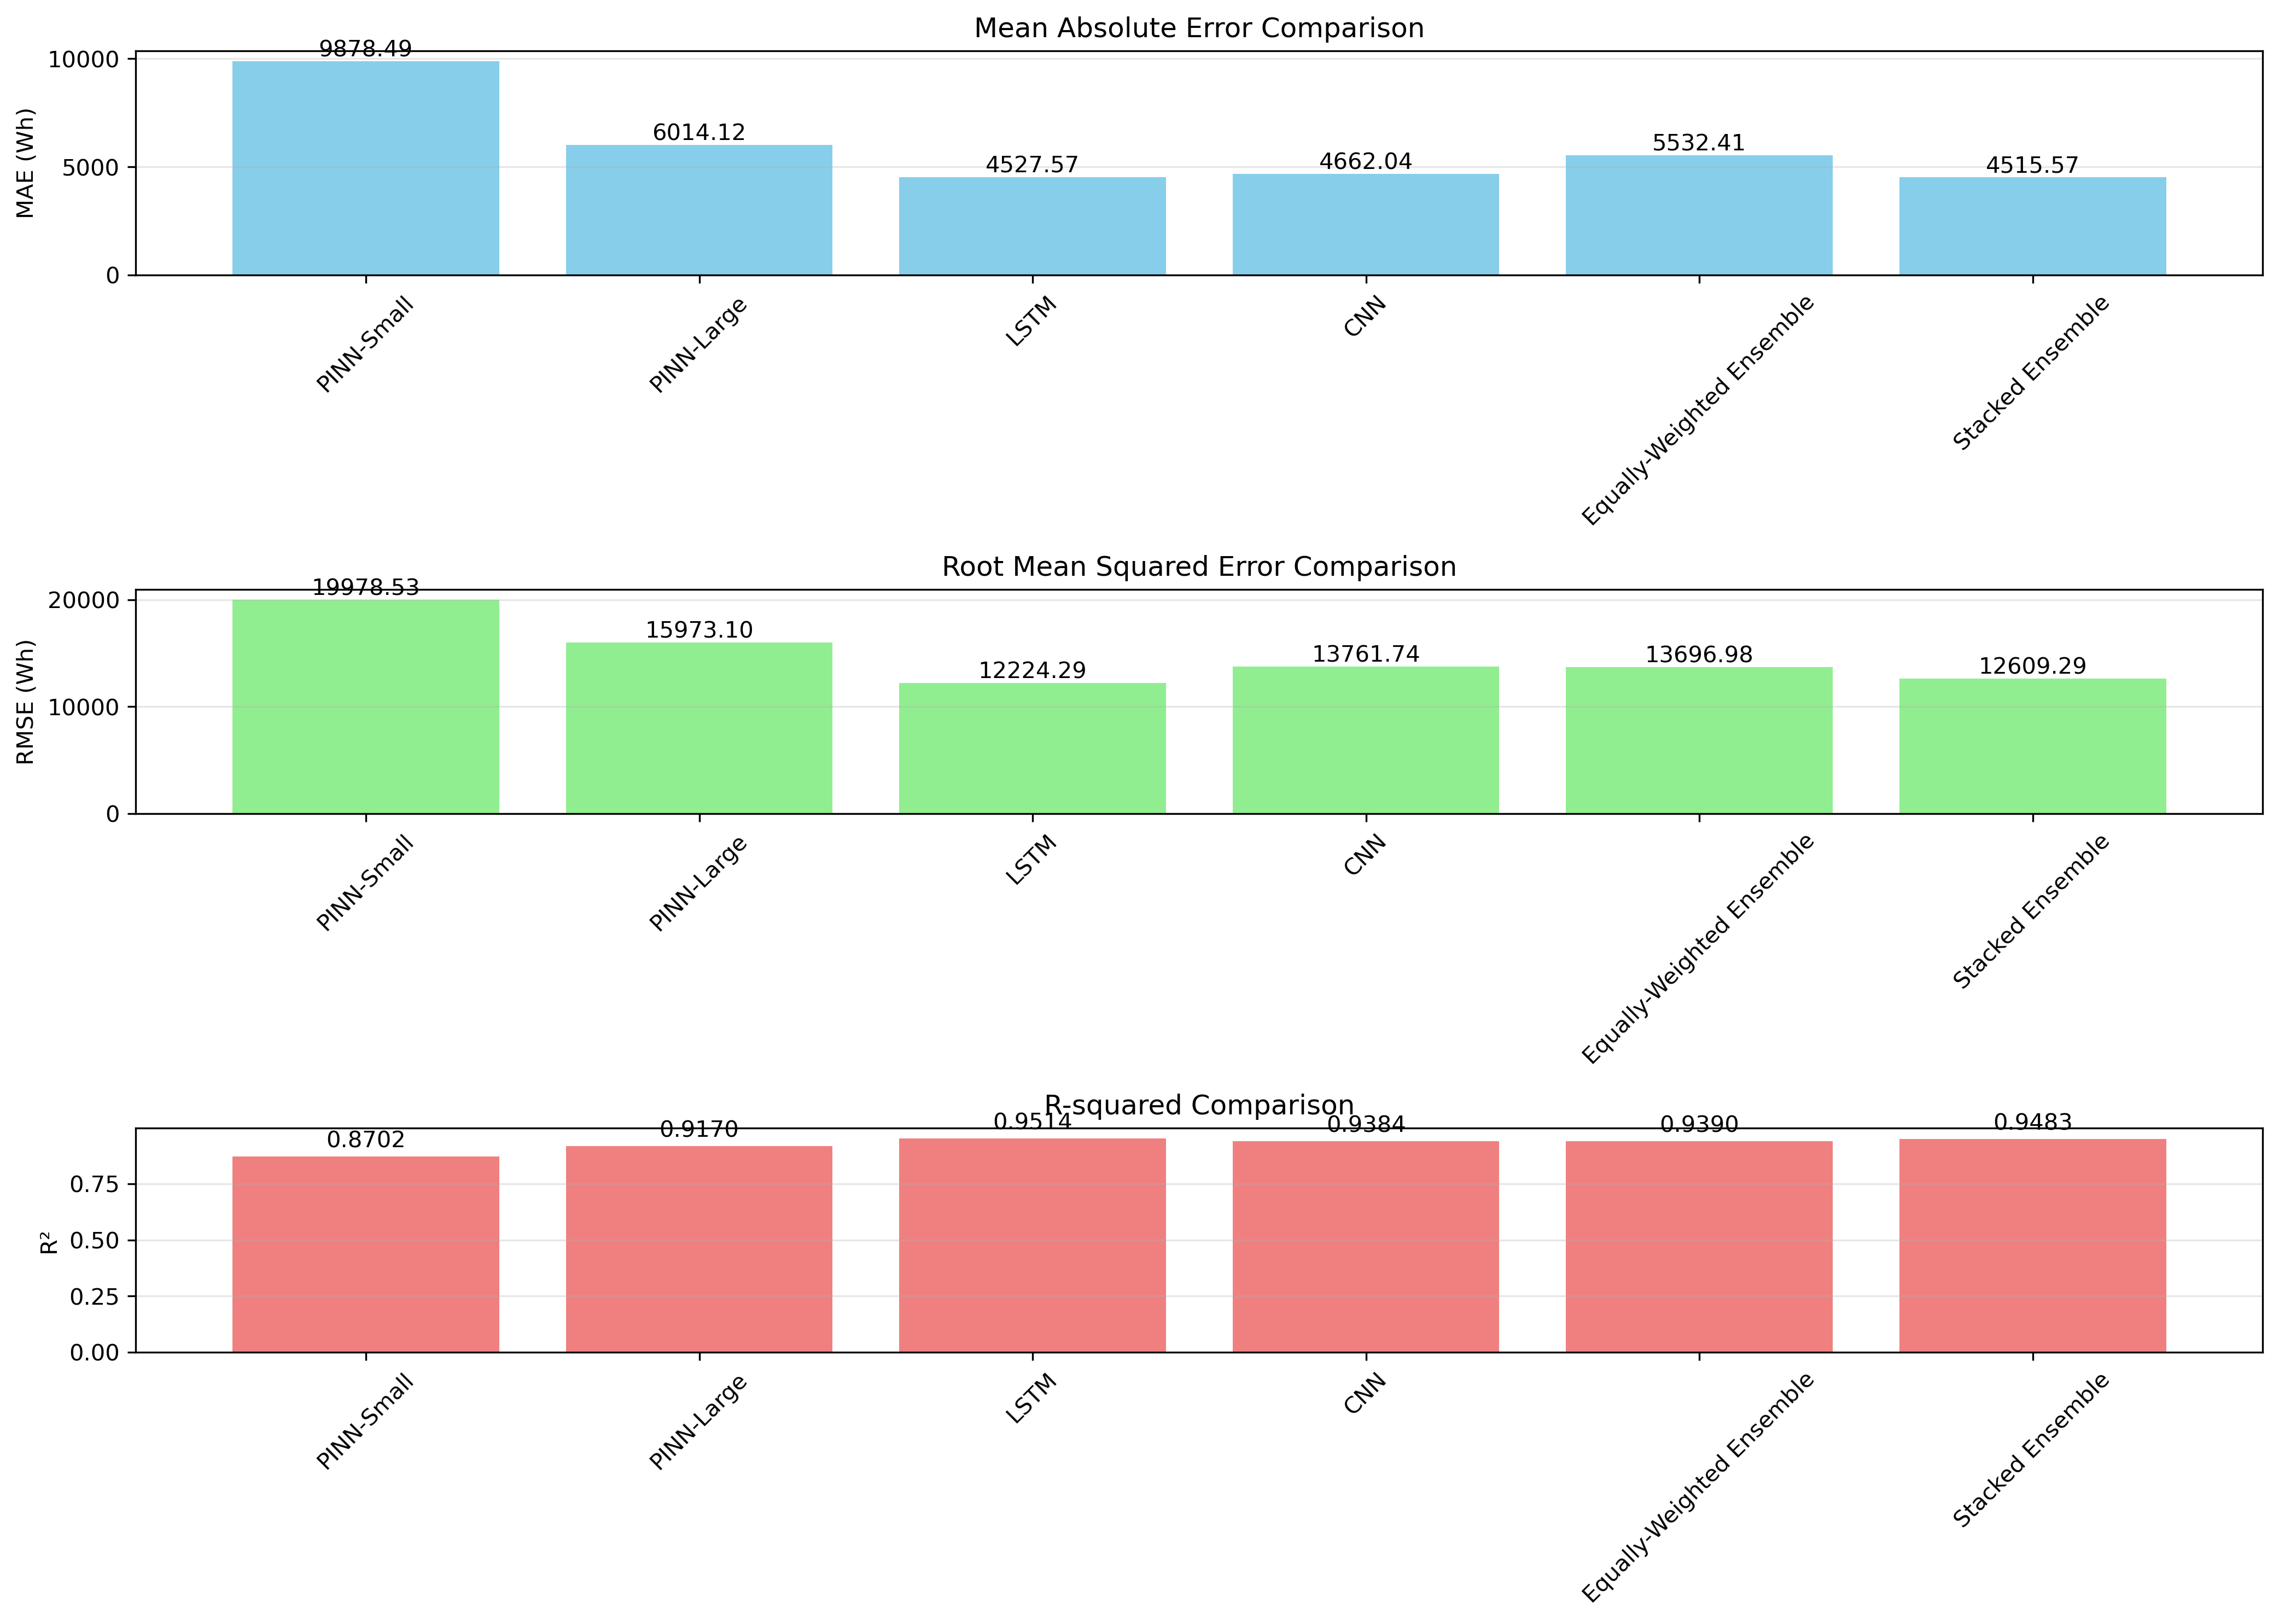 Mean Absolute Error Comparison
MAE (Wh)
10000
5000
0
9878.49
6014.12
4527.57
4662.04
5532.41
4515.57
PINN-Small
PINN-Large
LSTM
CNN
Equally-Weighted Ensemble
Stacked Ensemble
Root Mean Squared Error Comparison
RMSE (Wh)
20000
10000
0
19978.53
15973.10
12224.29
13761.74
13696.98
12609.29
PINN-Small
PINN-Large
LSTM
CNN
Equally-Weighted Ensemble
Stacked Ensemble
R-squared Comparison
R²
0.75
0.50
0.25
0.00
0.8702
0.9170
0.9514
0.9384
0.9390
0.9483
PINN-Small
PINN-Large
LSTM
CNN
Equally-Weighted Ensemble
Stacked Ensemble